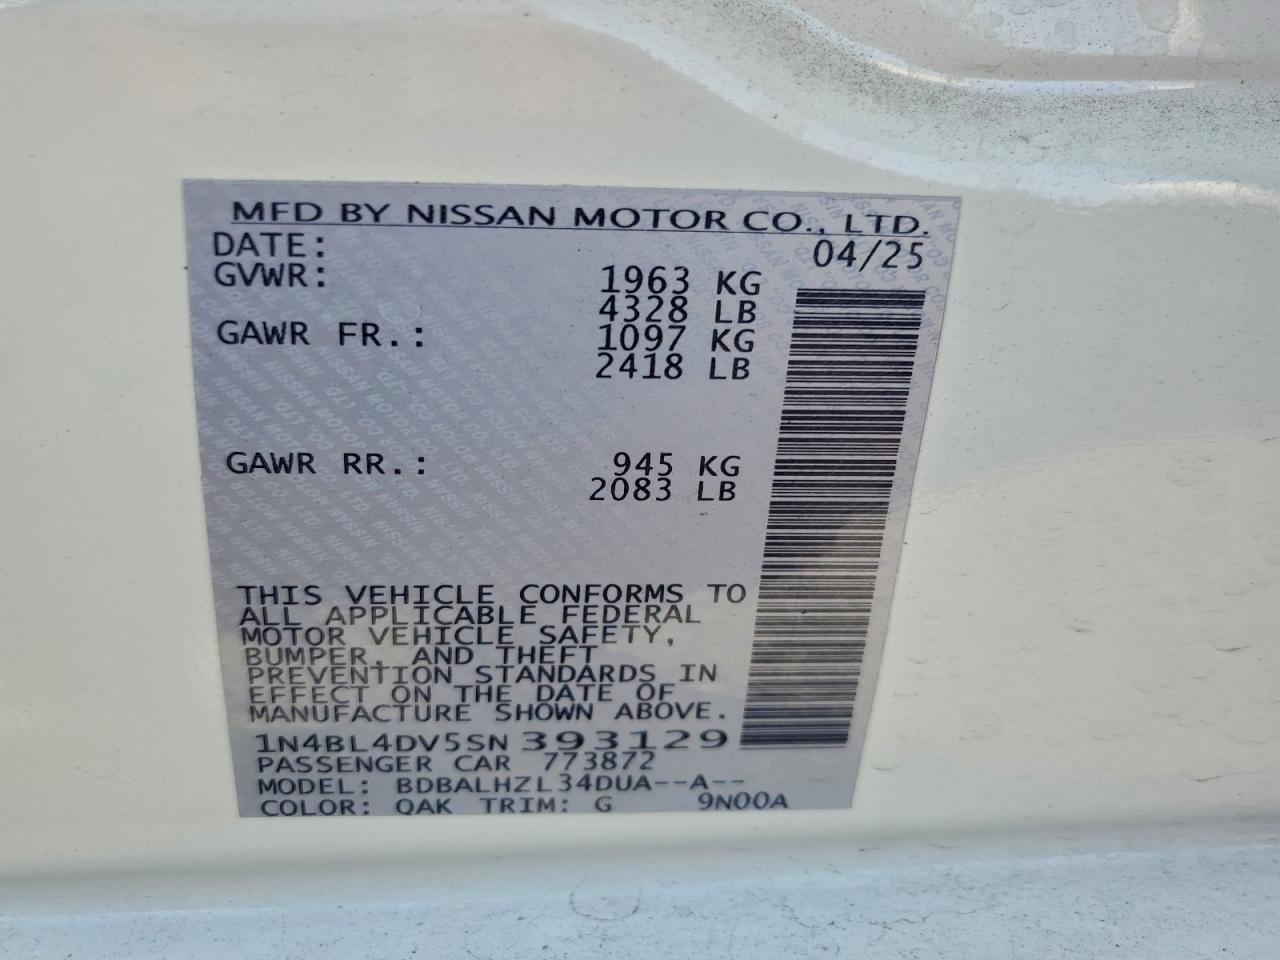 MFD BY NISSAN MOTOR CO., LTD.
DATE: 04/25
GVWR: 1963 KG
4328 LB
GAWR FR.: 1097 KG
2418 LB
GAWR RR.: 945 KG
2083 LB
THIS VEHICLE CONFORMS TO
ALL APPLICABLE FEDERAL
MOTOR VEHICLE SAFETY,
BUMPER, AND THEFT
PREVENTION STANDARDS IN
EFFECT ON THE DATE OF
MANUFACTURE SHOWN ABOVE.
1N4BL4DV5SN393129
PASSENGER CAR 773872
MODEL: BDBALHZL34DUA--A--
COLOR: QAK TRIM: G 9N00A